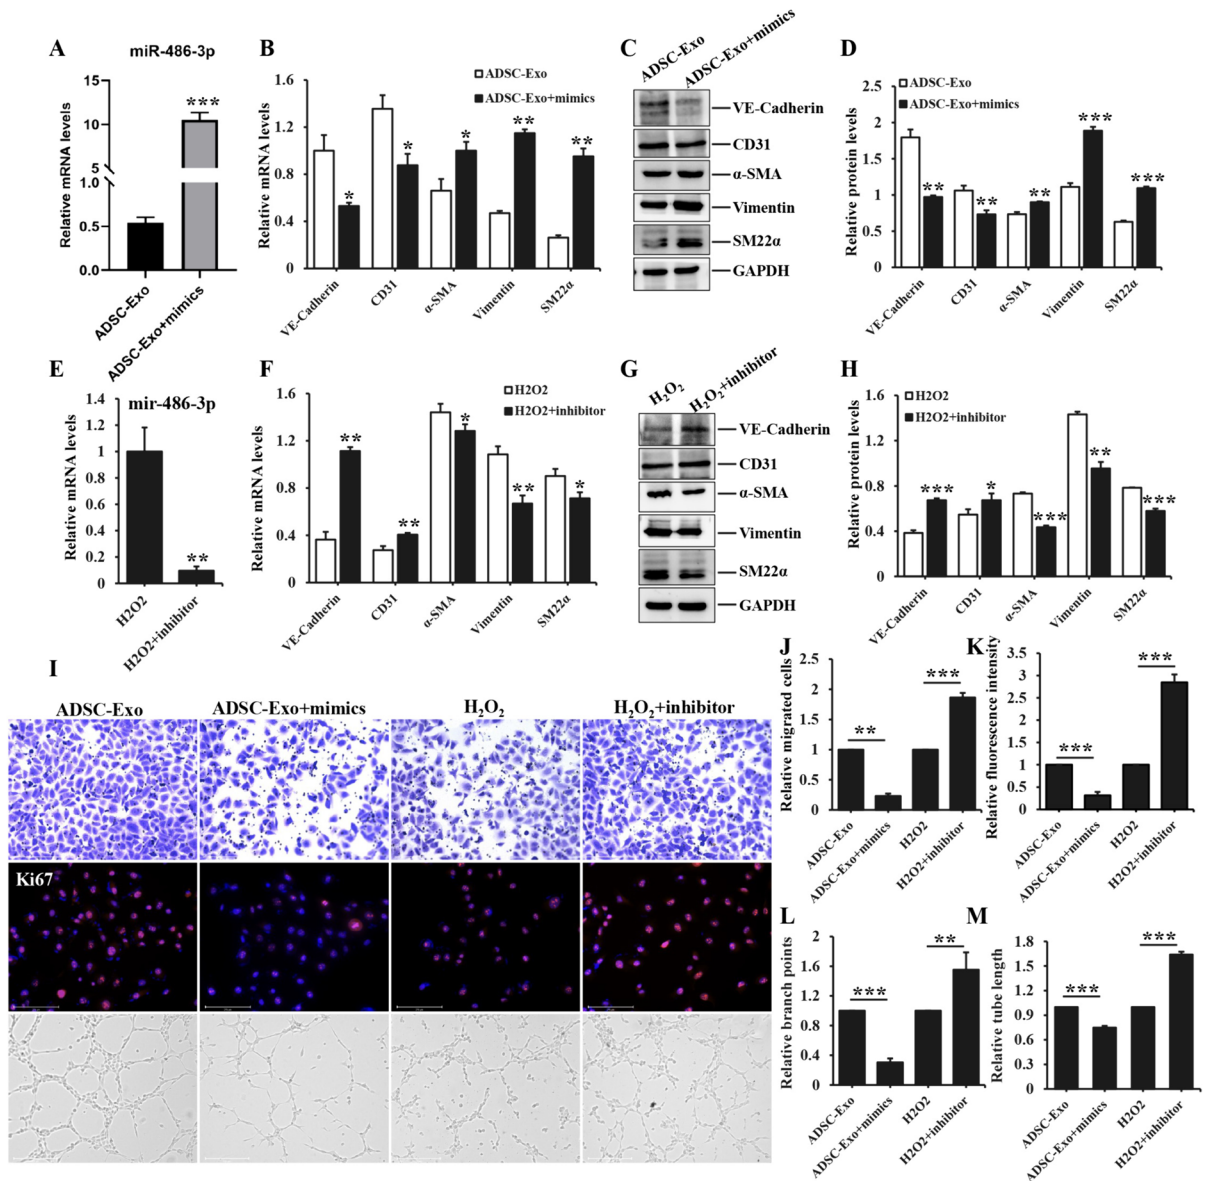 A
miR-486-3p
Relative mRNA levels
15
10
5
1.0
0.5
0.0
***
ADSC-Exo
ADSC-Exo+mimics
B
Relative mRNA levels
1.6
1.2
0.8
0.4
0
ADSC-Exo
ADSC-Exo+mimics
*
*
*
**
**
VE-Cadherin
CD31
α-SMA
Vimentin
SM22α
C
ADSC-Exo
ADSC-Exo+mimics
VE-Cadherin
CD31
α-SMA
Vimentin
SM22α
GAPDH
D
Relative protein levels
2.5
2
1.5
1
0.5
0
ADSC-Exo
ADSC-Exo+mimics
**
**
**
***
***
VE-Cadherin
CD31
α-SMA
Vimentin
SM22α
E
mir-486-3p
Relative mRNA levels
1.4
1.2
1
0.8
0.6
0.4
0.2
0
**
H2O2
H2O2+inhibitor
F
Relative mRNA levels
1.6
1.2
0.8
0.4
0
H2O2
H2O2+inhibitor
**
**
*
**
*
VE-Cadherin
CD31
α-SMA
Vimentin
SM22α
G
H₂O₂
H₂O₂+inhibitor
VE-Cadherin
CD31
α-SMA
Vimentin
SM22α
GAPDH
H
Relative protein levels
1.6
1.2
0.8
0.4
0
H2O2
H2O2+inhibitor
***
*
***
**
***
VE-Cadherin
CD31
α-SMA
Vimentin
SM22α
I
ADSC-Exo
ADSC-Exo+mimics
H₂O₂
H₂O₂+inhibitor
Ki67
J
Relative migrated cells
2.5
2
1.5
1
0.5
0
**
***
ADSC-Exo
ADSC-Exo+mimics
H2O2
H2O2+inhibitor
K
Relative fluorescence intensity
3.5
3
2.5
2
1.5
1
0.5
0
***
***
ADSC-Exo
ADSC-Exo+mimics
H2O2
H2O2+inhibitor
L
Relative branch points
2
1.6
1.2
0.8
0.4
0
***
**
ADSC-Exo
ADSC-Exo+mimics
H2O2
H2O2+inhibitor
M
Relative tube length
1.8
1.5
1.2
0.9
0.6
0.3
0
***
***
ADSC-Exo
ADSC-Exo+mimics
H2O2
H2O2+inhibitor